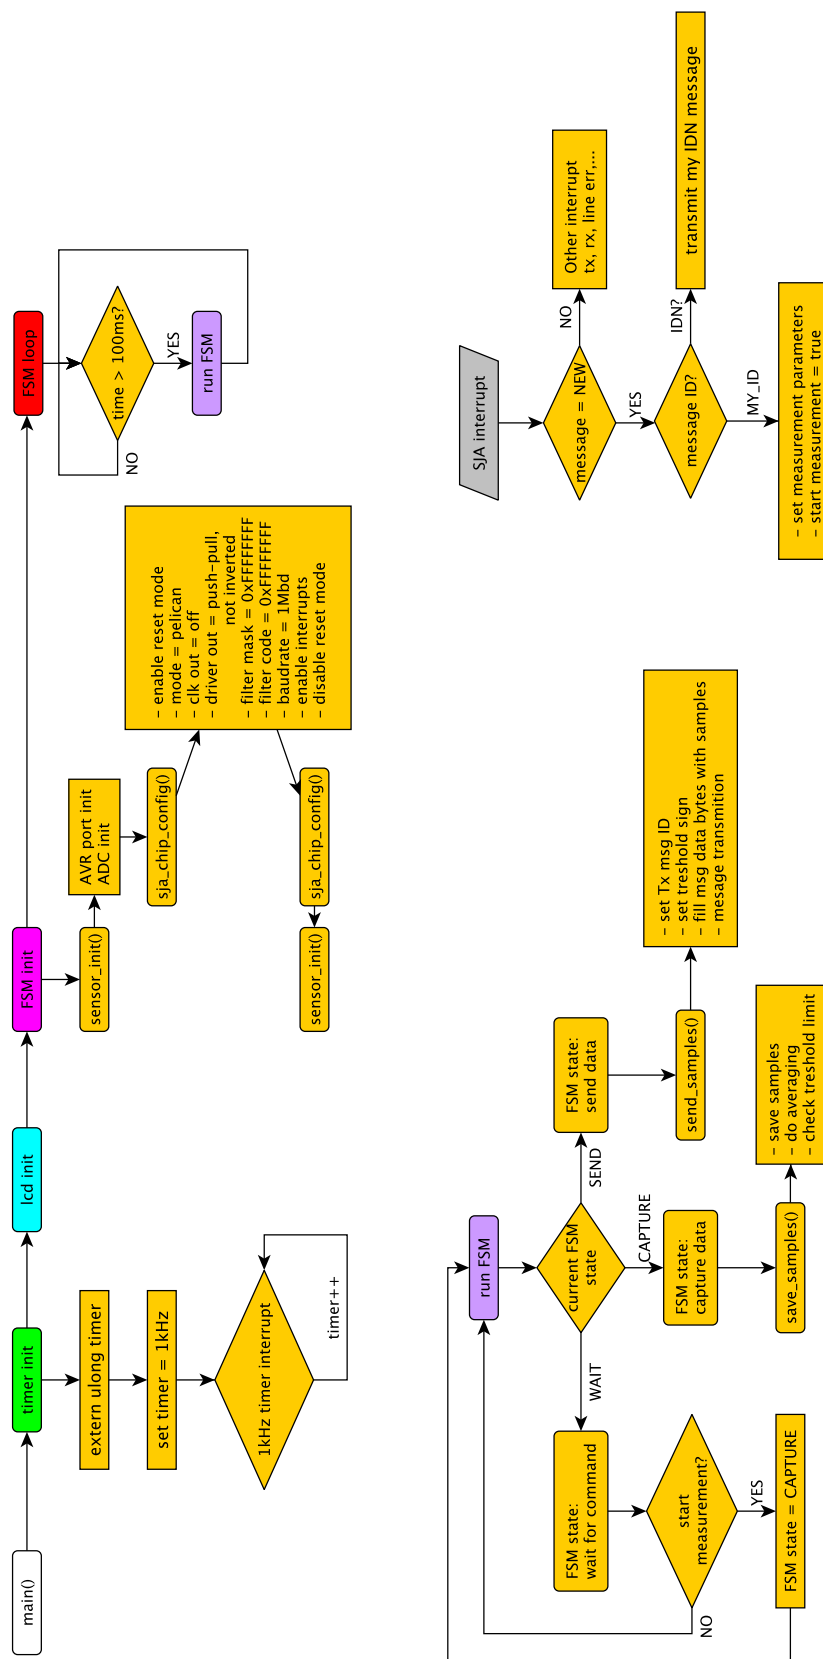 main()
timer init
lcd init
FSM init
FSM loop
extern ulong timer
set timer = 1kHz
1kHz timer interrupt
timer++
sensor_init()
AVR port init
ADC init
sja_chip_config()
- enable reset mode
- mode = pelican
- clk out = off
- driver out = push-pull,
not inverted
- filter mask = 0xFFFFFFFF
- filter code = 0xFFFFFFFF
- baudrate = 1Mbd
- enable interrupts
- disable reset mode
sja_chip_config()
sensor_init()
time > 100ms?
NO
YES
run FSM
run FSM
current FSM
state
WAIT
SEND
CAPTURE
FSM state:
wait for command
start
measurement?
NO
YES
FSM state = CAPTURE
FSM state:
send data
send_samples()
- set Tx msg ID
- set treshold sign
- fill msg data bytes with samples
- mesage transmition
FSM state:
capture data
save_samples()
- save samples
- do averaging
- check treshold limit
SJA interrupt
message = NEW
NO
Other interrupt
tx, rx, line err,...
YES
message ID?
IDN?
transmit my IDN message
MY_ID
- set measurement parameters
- start measurement = true